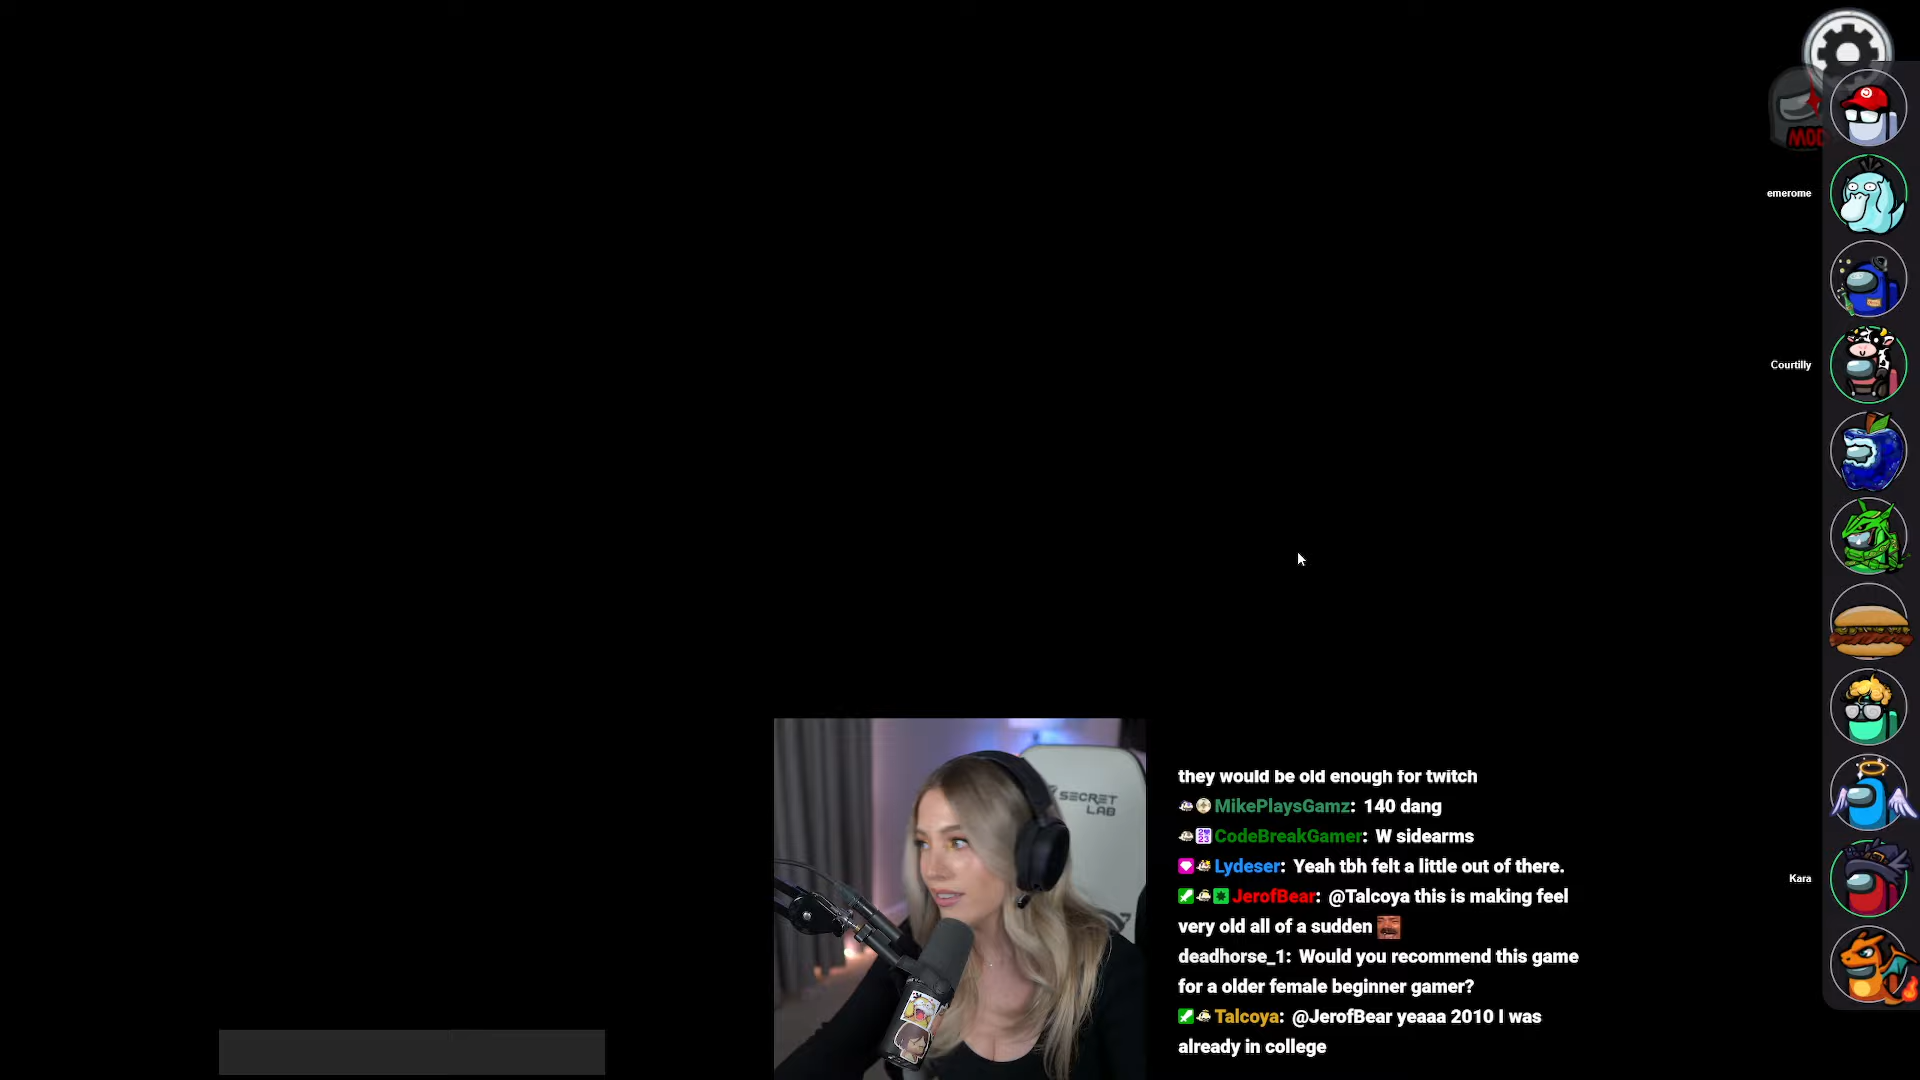 MOD
emerome
Courtilly
Kara
SECRET
LAB
they would be old enough for twitch
MikePlaysGamz: 140 dang
CodeBreakGamer: W sidearms
Lydeser: Yeah tbh felt a little out of there.
JerofBear: @Talcoya this is making feel
very old all of a sudden
deadhorse_1: Would you recommend this game
for a older female beginner gamer?
Talcoya: @JerofBear yeaaa 2010 I was
already in college